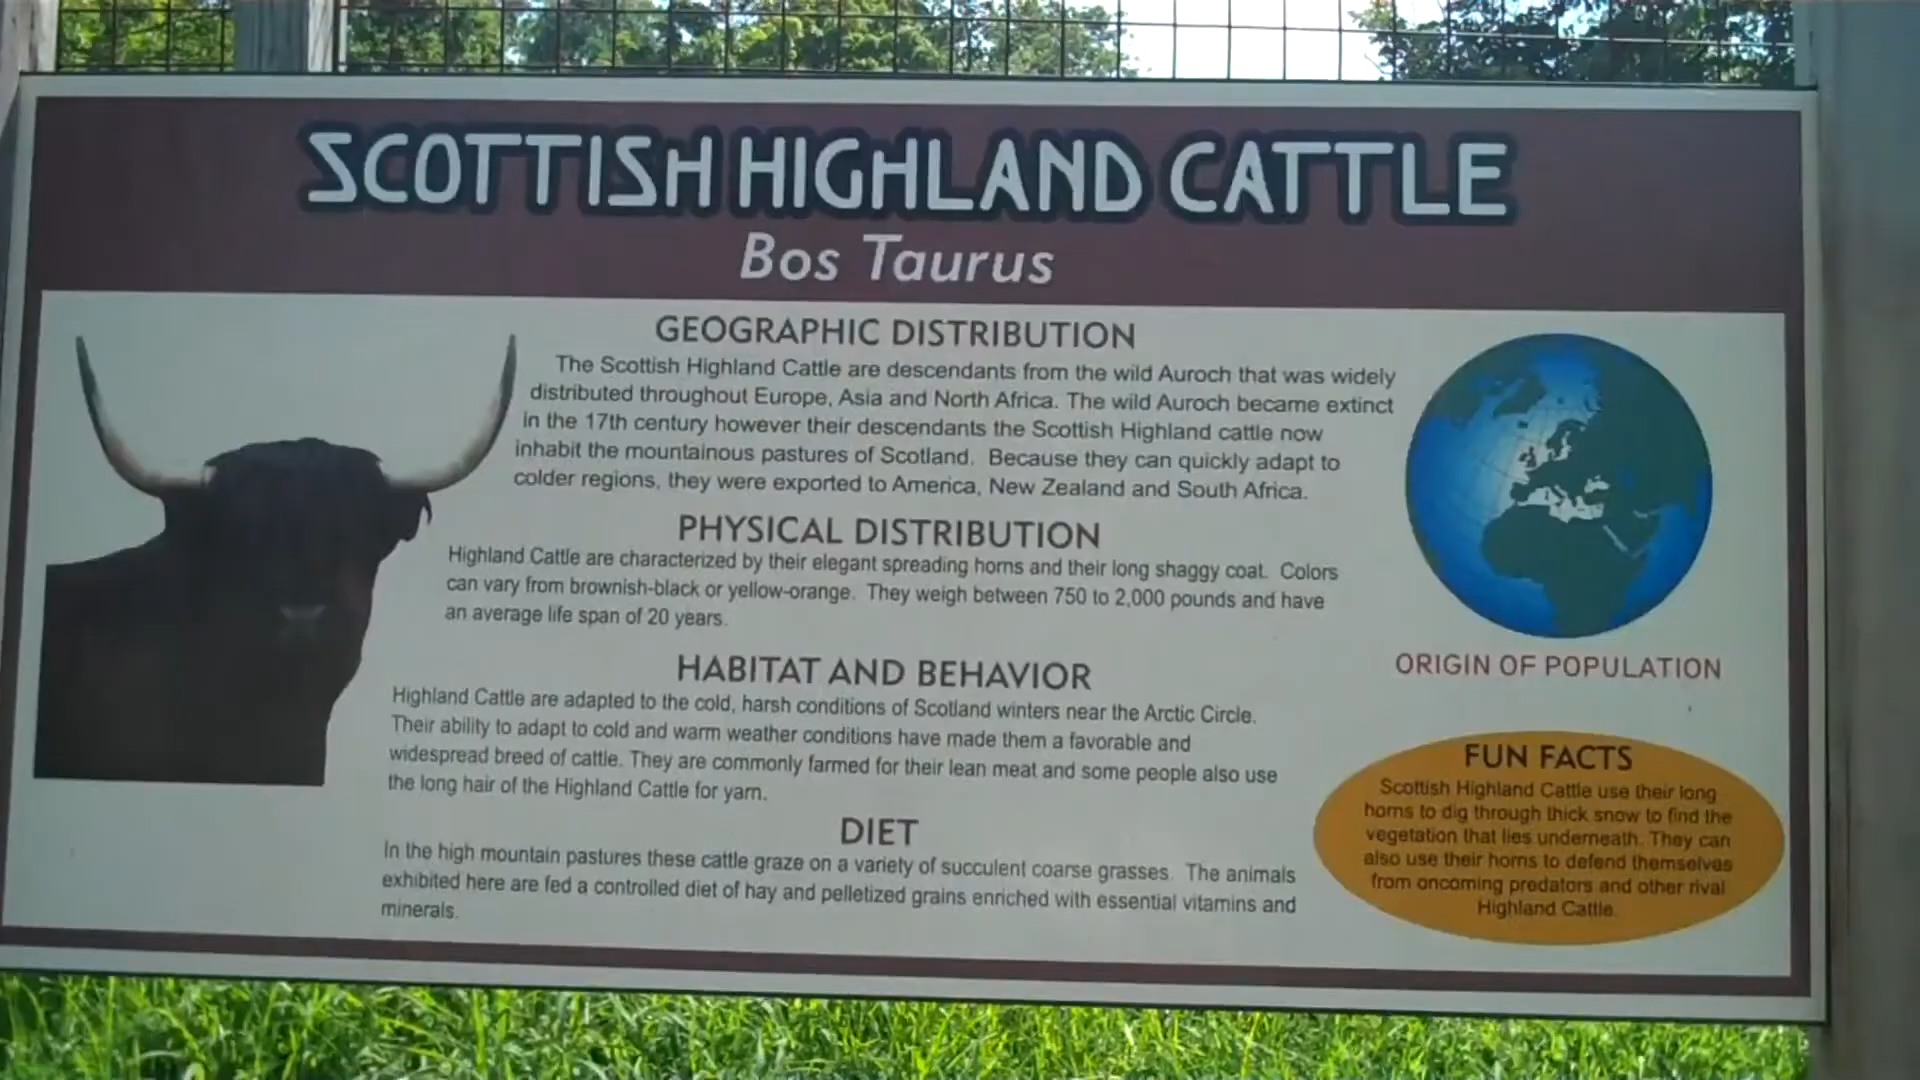 SCOTTISH HIGHLAND CATTLE
Bos Taurus
GEOGRAPHIC DISTRIBUTION
The Scottish Highland Cattle are descendants from the wild Auroch that was widely
distributed throughout Europe, Asia and North Africa. The wild Auroch became extinct
in the 17th century however their descendants the Scottish Highland cattle now
inhabit the mountainous pastures of Scotland. Because they can quickly adapt to
colder regions, they were exported to America, New Zealand and South Africa.
PHYSICAL DISTRIBUTION
Highland Cattle are characterized by their elegant spreading horns and their long shaggy coat. Colors
can vary from brownish-black or yellow-orange. They weigh between 750 to 2,000 pounds and have
an average life span of 20 years.
HABITAT AND BEHAVIOR
Highland Cattle are adapted to the cold, harsh conditions of Scotland winters near the Arctic Circle.
Their ability to adapt to cold and warm weather conditions have made them a favorable and
widespread breed of cattle. They are commonly farmed for their lean meat and some people also use
the long hair of the Highland Cattle for yarn.
DIET
In the high mountain pastures these cattle graze on a variety of succulent coarse grasses. The animals
exhibited here are fed a controlled diet of hay and pelletized grains enriched with essential vitamins and
minerals.
ORIGIN OF POPULATION
FUN FACTS
Scottish Highland Cattle use their long
horns to dig through thick snow to find the
vegetation that lies underneath. They can
also use their horns to defend themselves
from oncoming predators and other rival
Highland Cattle.